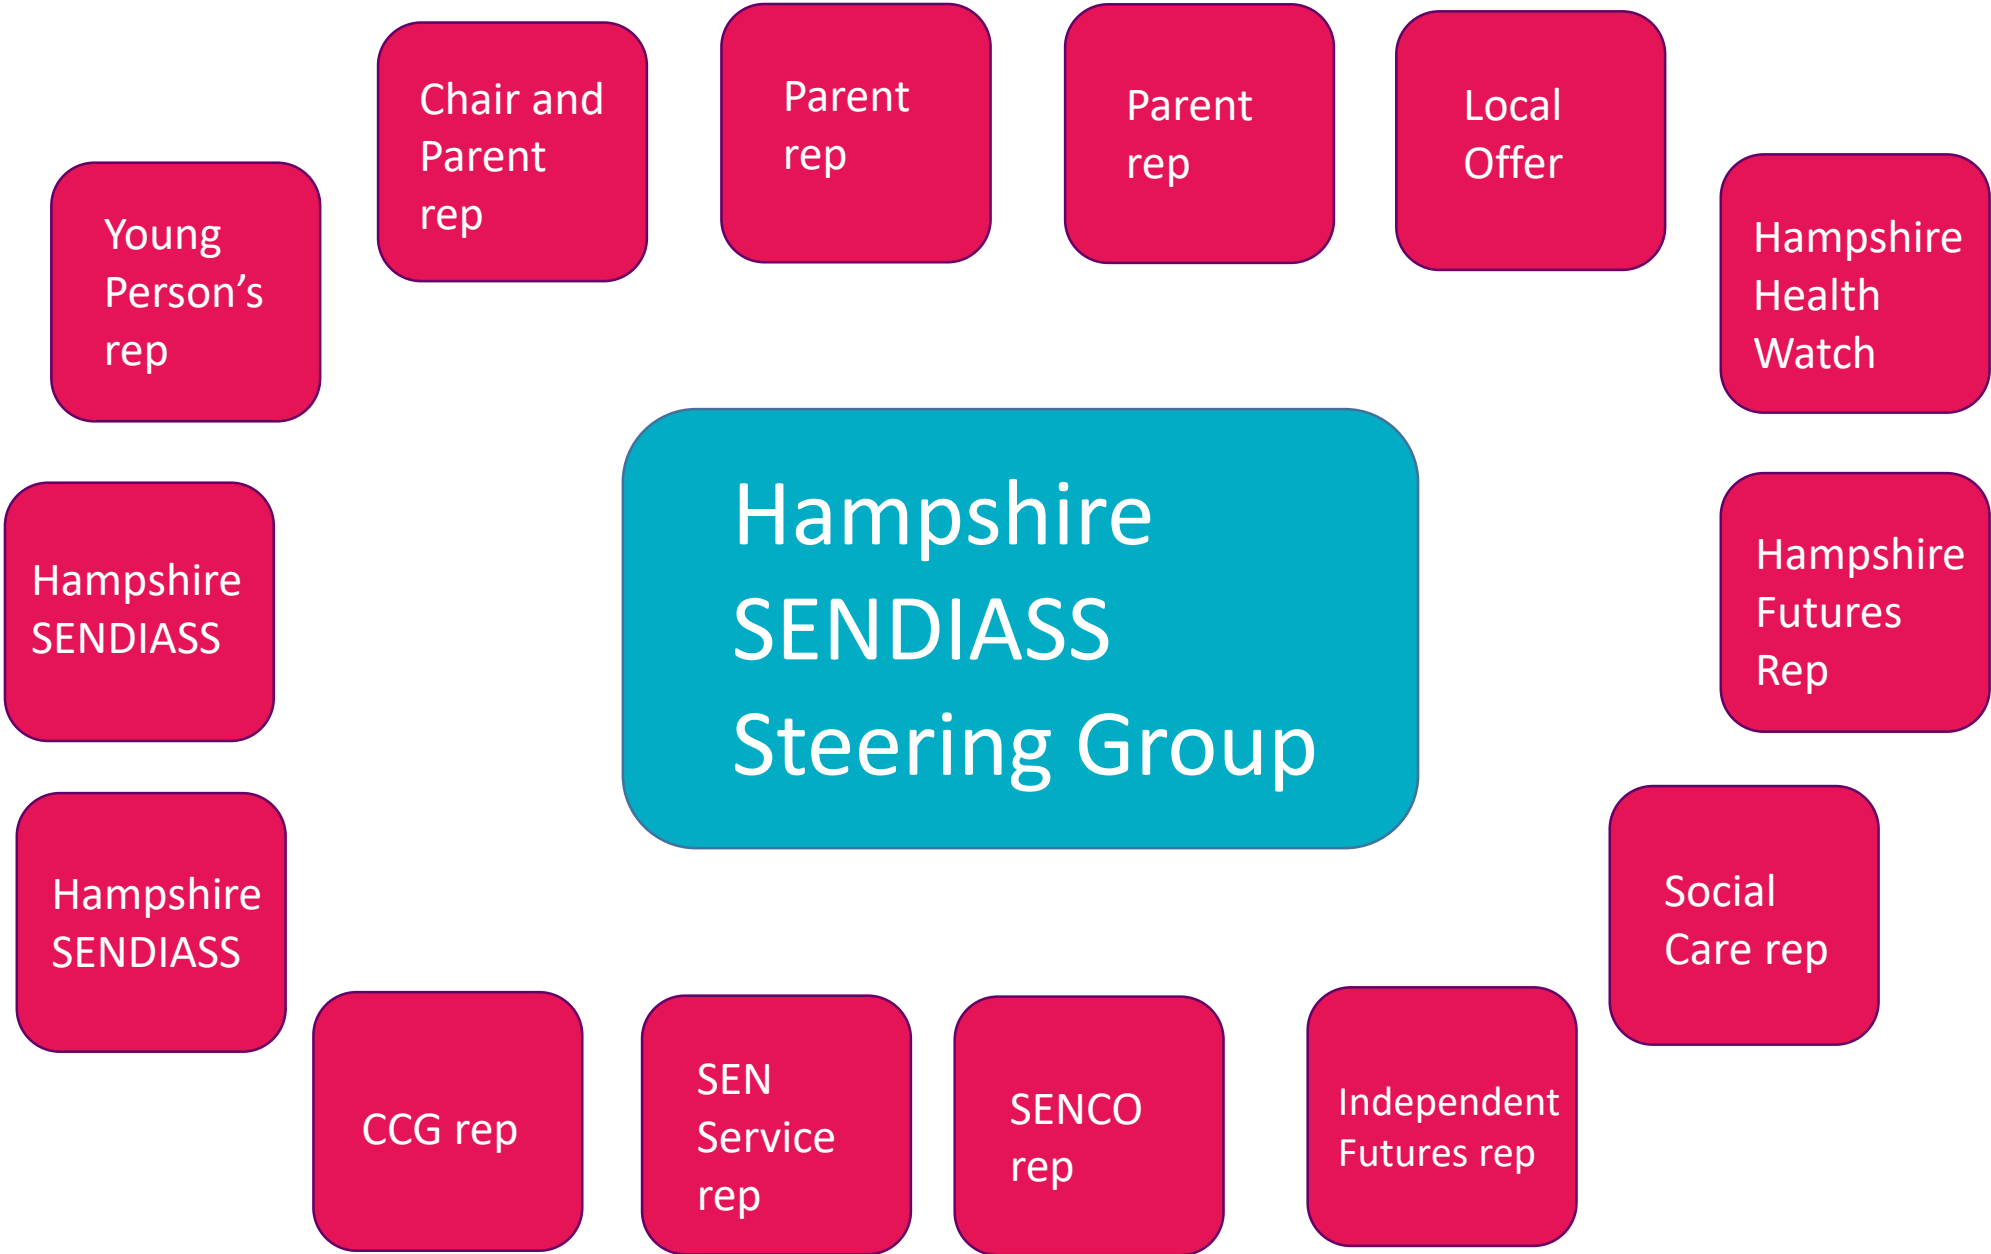 Chair and
Parent
rep
Parent
rep
Parent
rep
Local
Offer
Young
Person’s
rep
Hampshire
Health
Watch
Hampshire
SENDIASS
Steering Group
Hampshire
SENDIASS
Hampshire
Futures
Rep
Hampshire
SENDIASS
Social
Care rep
CCG rep
SEN
Service
rep
SENCO
rep
Independent
Futures rep